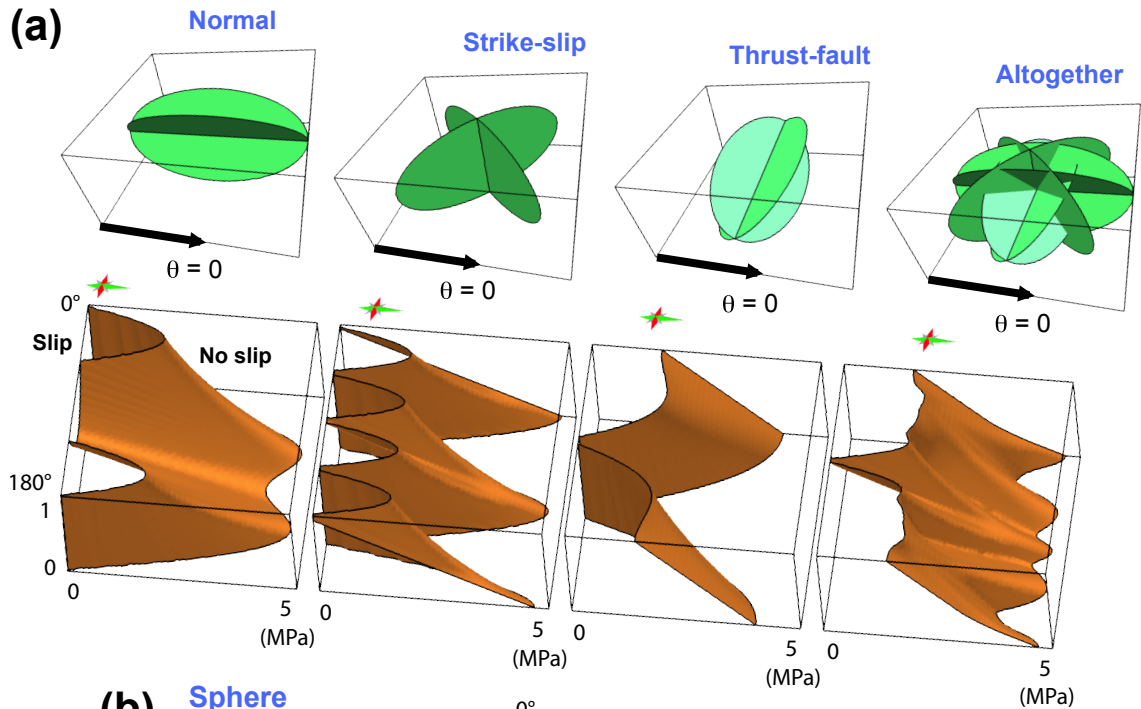 (a)
Normal
Strike-slip
Thrust-fault
Altogether
θ = 0
θ = 0
θ = 0
θ = 0
0°
Slip
No slip
180°
1
0
0
5
(MPa)
0
5
(MPa)
0
5
(MPa)
0
5
(MPa)
(b)
Sphere
0°